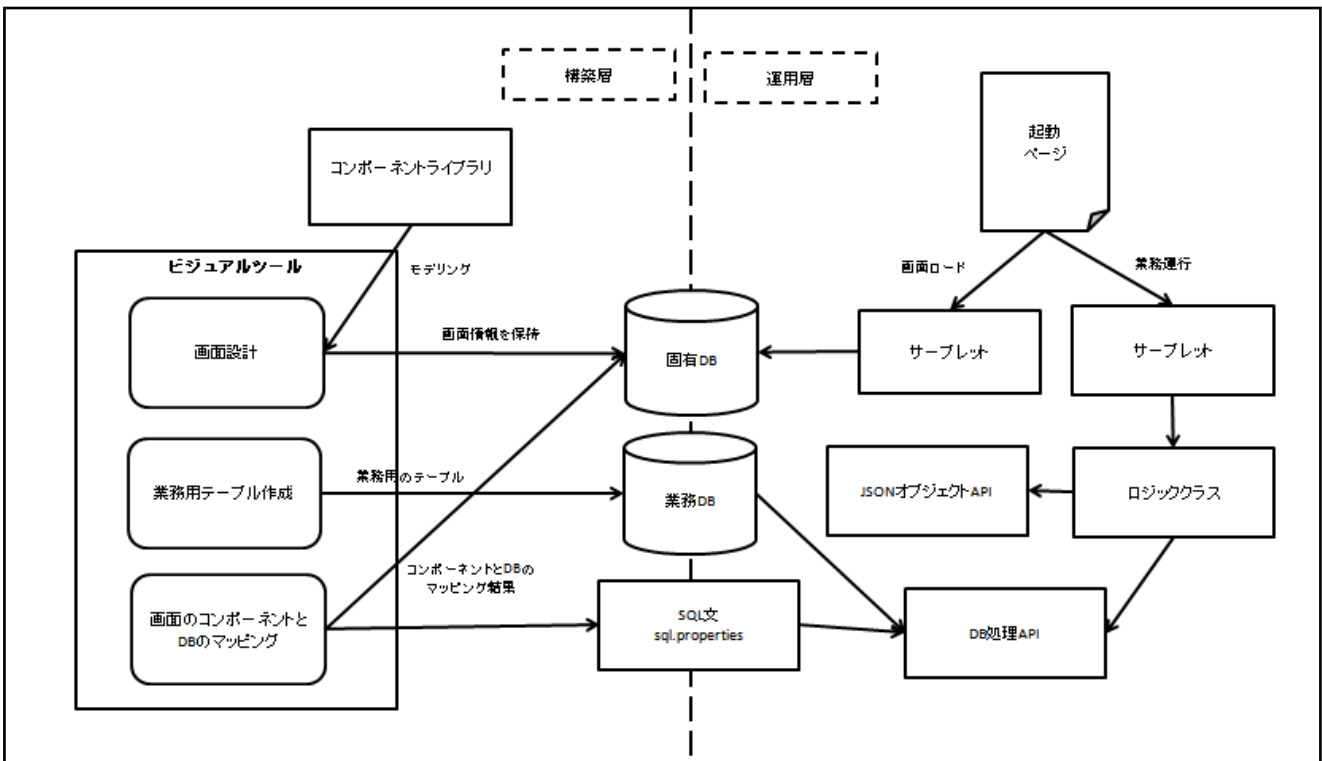 構築層
運用層
起動
ページ
コンポーネントライブラリ
ビジュアルツール
モデリング
画面ロード
業務運行
画面設計
画面情報を保持
固有DB
サーブレット
サーブレット
業務用テーブル作成
業務用のテーブル
業務DB
JSONオブジェクトAPI
ロジッククラス
コンポーネントとDBの
マッピング結果
画面のコンポーネントと
DBのマッピング
SQL文
sql.properties
DB処理API